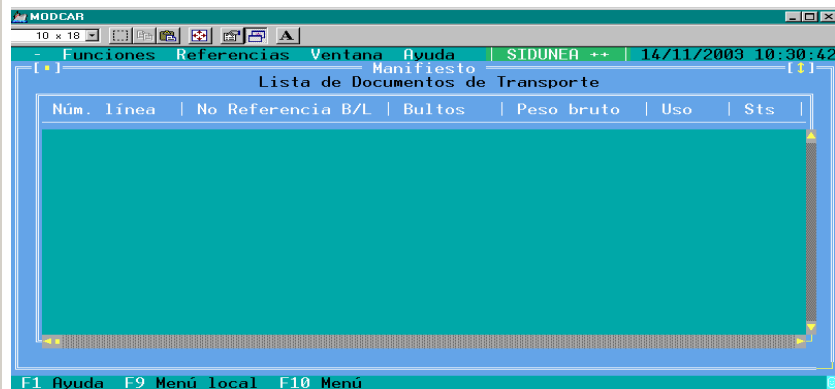 MODCAR
10 x 18 A
- Funciones Referencias Ventana Ayuda | SIDUNEA ++ | 14/11/2003 10:30:42
Manifiesto
Lista de Documentos de Transporte
Núm. línea | No Referencia B/L | Bultos | Peso bruto | Uso | Sts |
F1 Ayuda F9 Menú local F10 Menú